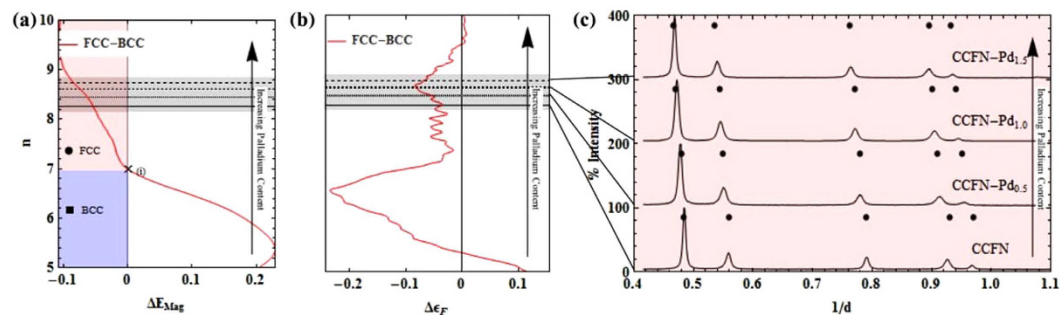 (a)
10
9
8
7
6
5
n
FCC−BCC
FCC
BCC
(i)
Increasing Palladium Content
−0.1
0
0.1
0.2
ΔE_Mag
(b)
FCC−BCC
Increasing Palladium Content
−0.2
−0.1
0
0.1
Δϵ_F
(c)
400
300
200
100
0
% Intensity
CCFN−Pd1.5
CCFN−Pd1.0
CCFN−Pd0.5
CCFN
Increasing Palladium Content
0.4
0.5
0.6
0.7
0.8
0.9
1.0
1.1
1/d